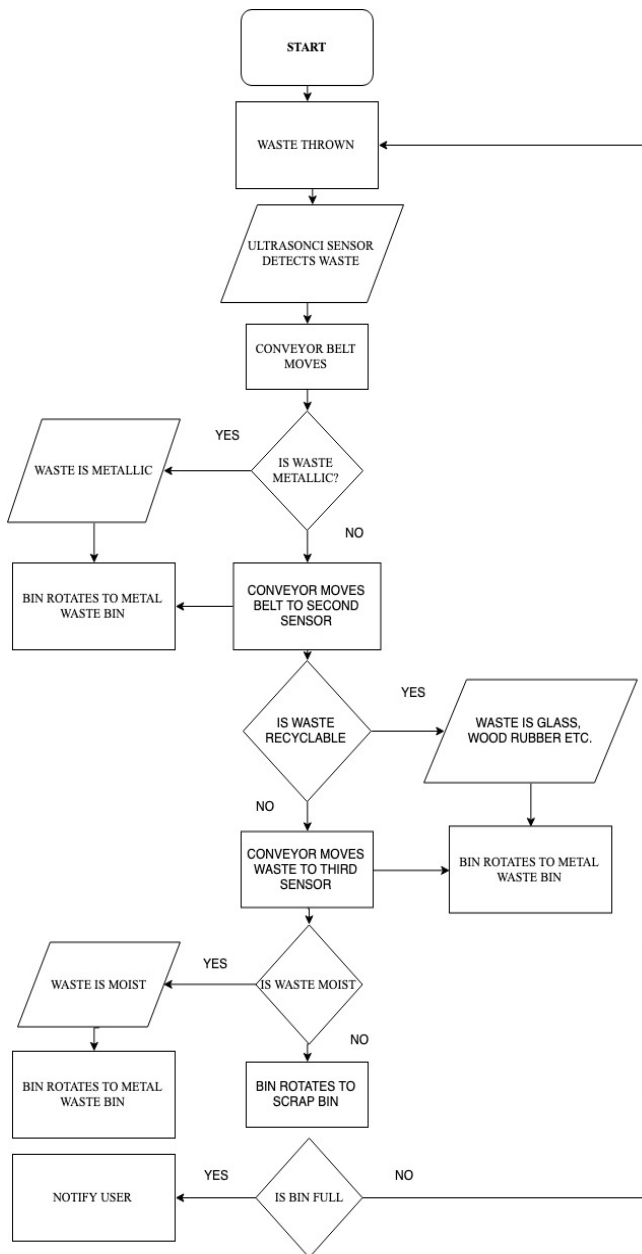 START
WASTE THROWN
ULTRASONCI SENSOR
DETECTS WASTE
CONVEYOR BELT
MOVES
YES
WASTE IS METALLIC
IS WASTE
METALLIC?
NO
BIN ROTATES TO METAL
WASTE BIN
CONVEYOR MOVES
BELT TO SECOND
SENSOR
YES
IS WASTE
RECYCLABLE
WASTE IS GLASS,
WOOD RUBBER ETC.
NO
CONVEYOR MOVES
WASTE TO THIRD
SENSOR
BIN ROTATES TO METAL
WASTE BIN
YES
WASTE IS MOIST
IS WASTE MOIST
NO
BIN ROTATES TO METAL
WASTE BIN
BIN ROTATES TO
SCRAP BIN
YES
NO
NOTIFY USER
IS BIN FULL